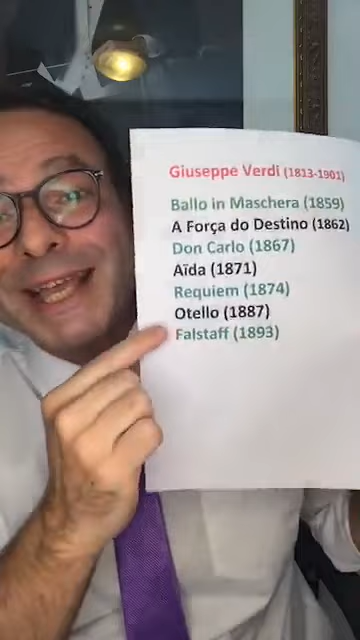 Giuseppe Verdi (1813-1901)
Ballo in Maschera (1859)
A Força do Destino (1862)
Don Carlo (1867)
Aïda (1871)
Requiem (1874)
Otello (1887)
Falstaff (1893)